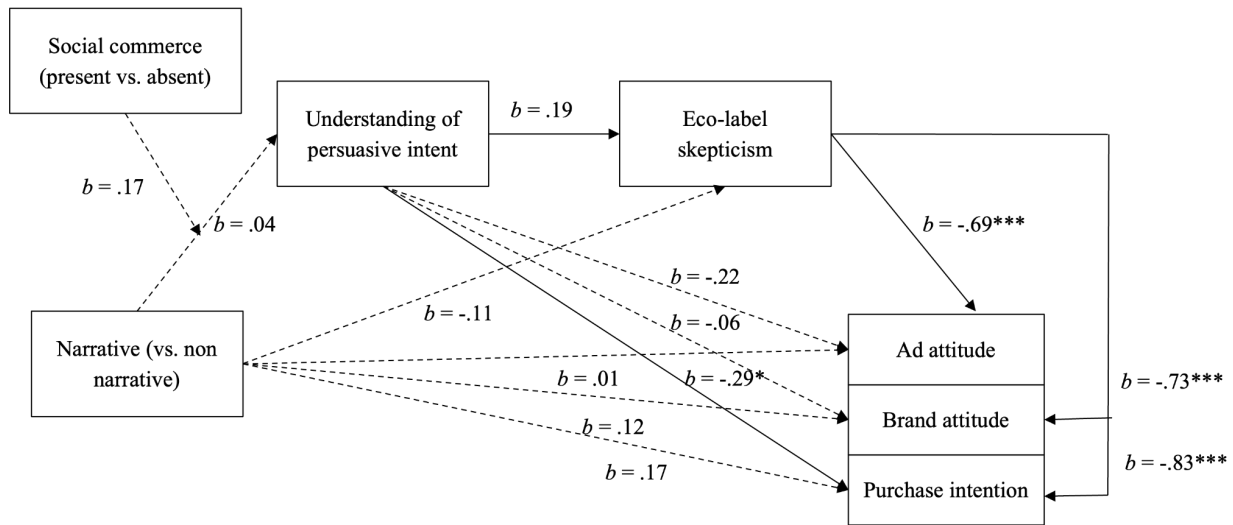 Social commerce
(present vs. absent)
Understanding of
persuasive intent
b = .19
Eco-label
skepticism
b = .17
b = .04
b = -.69***
b = -.22
b = -.11
b = -.06
Narrative (vs. non
narrative)
Ad attitude
b = .01
b = -.29*
b = -.73***
Brand attitude
b = .12
b = .17
b = -.83***
Purchase intention